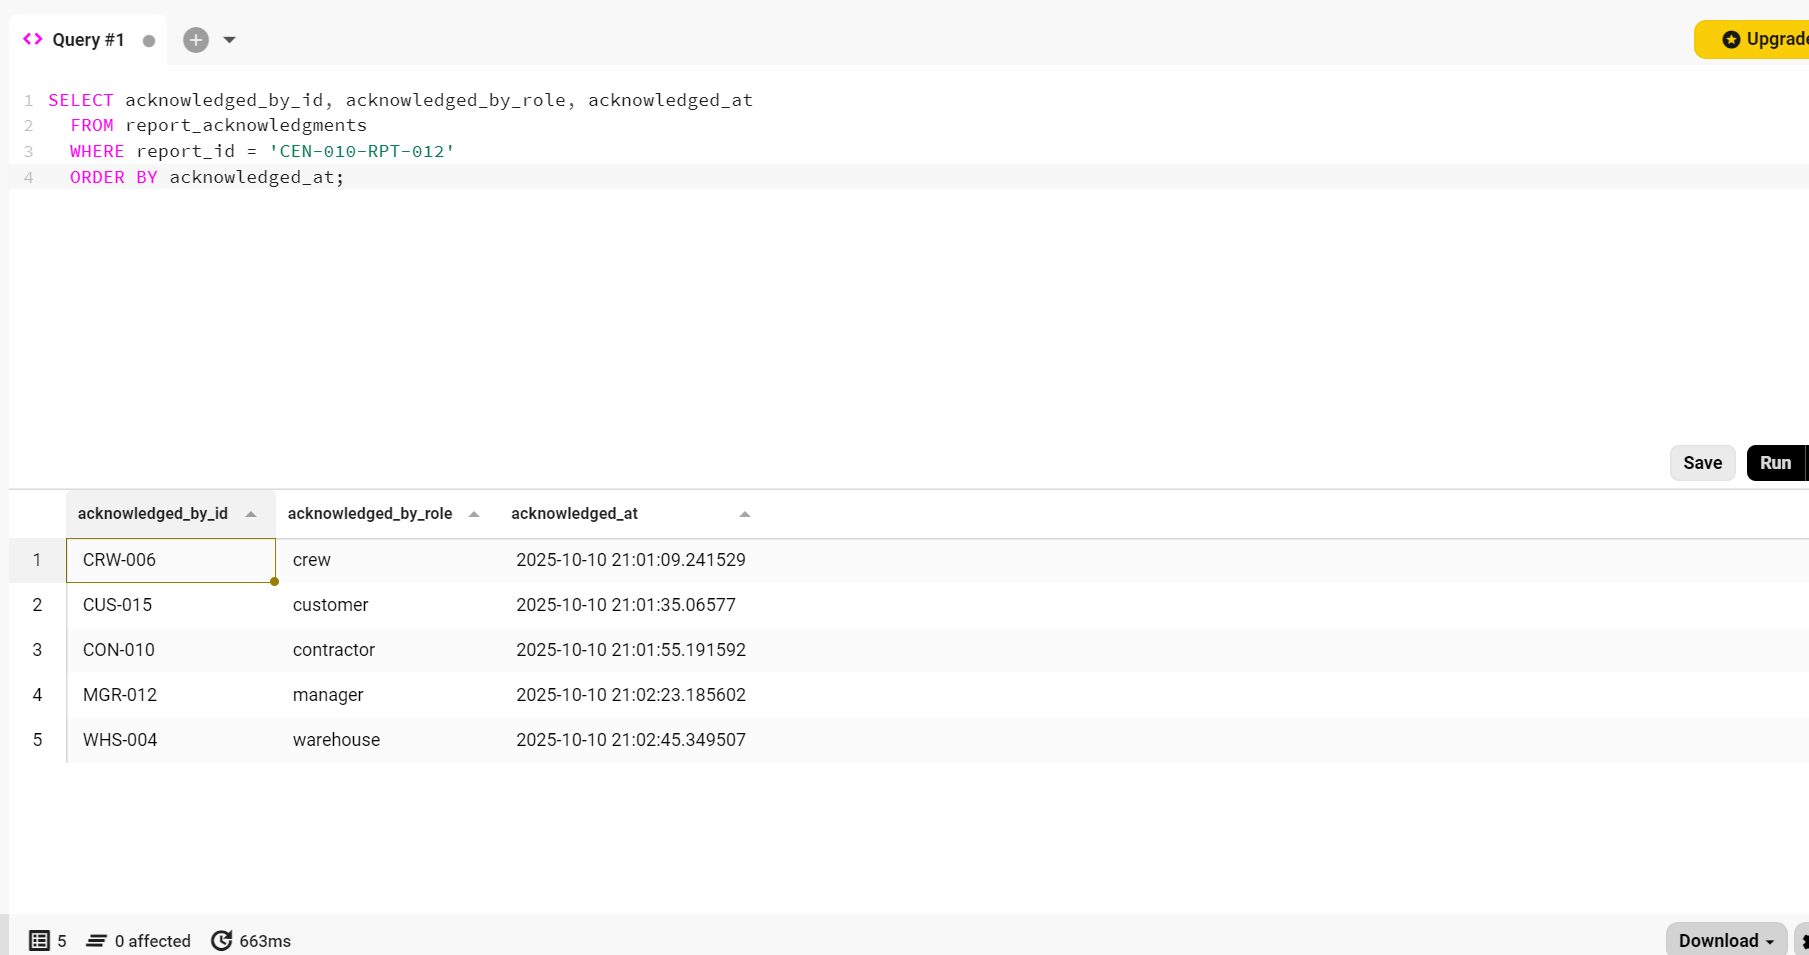 Query #1
Upgrade
1 SELECT acknowledged_by_id, acknowledged_by_role, acknowledged_at
2 FROM report_acknowledgments
3 WHERE report_id = 'CEN-010-RPT-012'
4 ORDER BY acknowledged_at;
Save Run
acknowledged_by_id acknowledged_by_role acknowledged_at
1 CRW-006 crew 2025-10-10 21:01:09.241529
2 CUS-015 customer 2025-10-10 21:01:35.06577
3 CON-010 contractor 2025-10-10 21:01:55.191592
4 MGR-012 manager 2025-10-10 21:02:23.185602
5 WHS-004 warehouse 2025-10-10 21:02:45.349507
5 0 affected 663ms Download